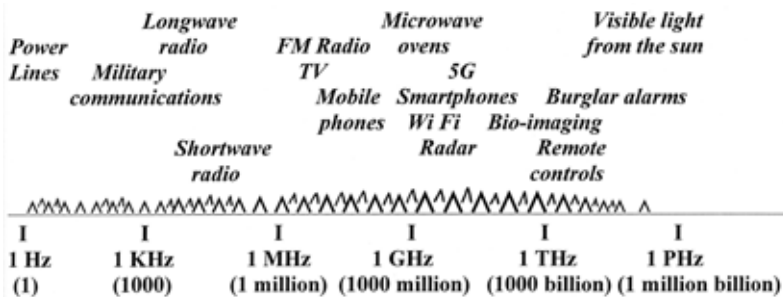 Longwave Microwave Visible light
Power radio FM Radio ovens from the sun
Lines Military TV 5G
communications Mobile Smartphones Burglar alarms
phones Wi Fi Bio-imaging
Shortwave Radar Remote
radio controls
I I I I I I
1 Hz 1 KHz 1 MHz 1 GHz 1 THz 1 PHz
(1) (1000) (1 million) (1000 million) (1000 billion) (1 million billion)